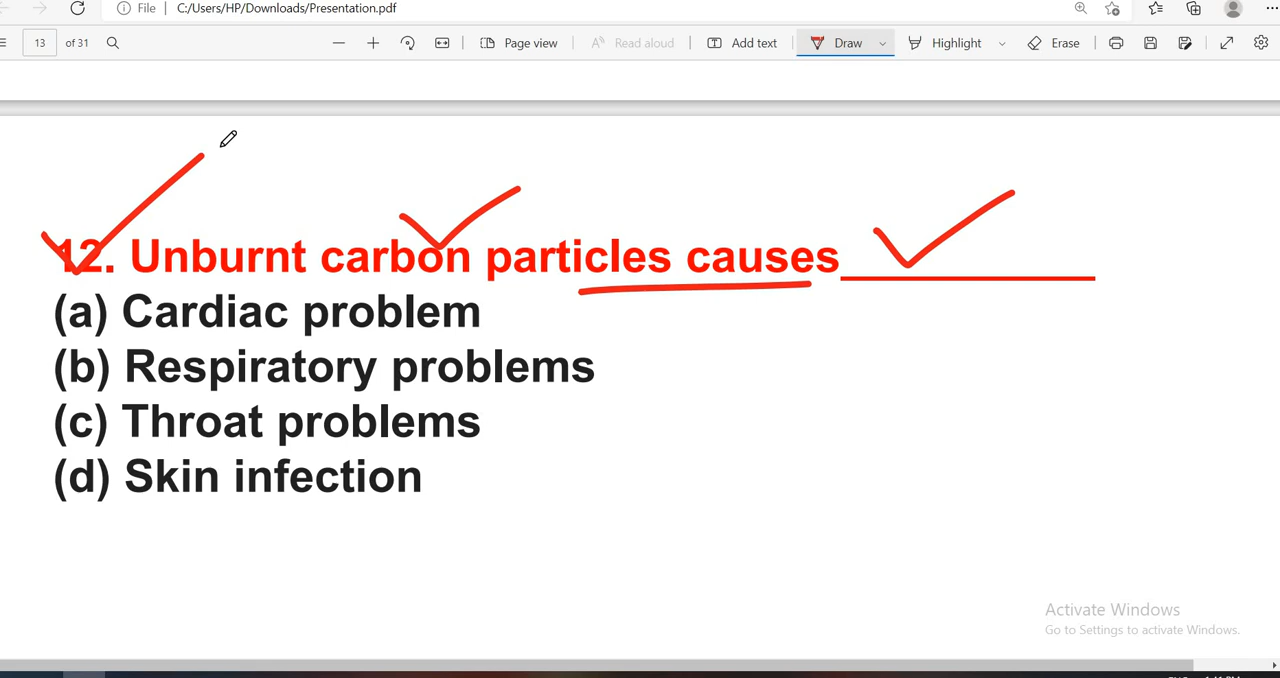 File | C:/Users/HP/Downloads/Presentation.pdf
13 of 31 Page view Read aloud Add text Draw Highlight Erase
12. Unburnt carbon particles causes__________
(a) Cardiac problem
(b) Respiratory problems
(c) Throat problems
(d) Skin infection
Activate Windows
Go to Settings to activate Windows.